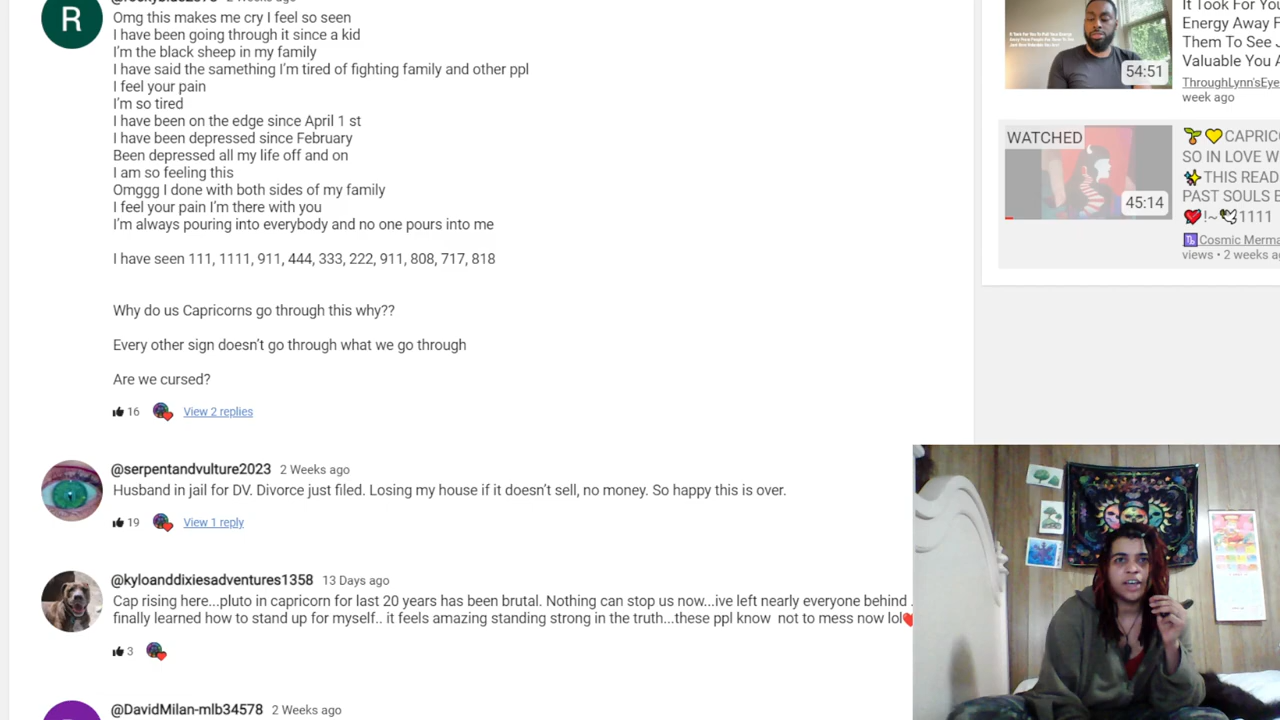 R
2 Weeks ago
Omg this makes me cry I feel so seen
I have been going through it since a kid
I'm the black sheep in my family
I have said the samething I'm tired of fighting family and other ppl
I feel your pain
I'm so tired
I have been on the edge since April 1 st
I have been depressed since February
Been depressed all my life off and on
I am so feeling this
Omggg I done with both sides of my family
I feel your pain I'm there with you
I'm always pouring into everybody and no one pours into me
I have seen 111, 1111, 911, 444, 333, 222, 911, 808, 717, 818
Why do us Capricorns go through this why??
Every other sign doesn't go through what we go through
Are we cursed?
16 View 2 replies
@serpentandvulture2023 2 Weeks ago
Husband in jail for DV. Divorce just filed. Losing my house if it doesn't sell, no money. So happy this is over.
19 View 1 reply
@kyloanddixiesadventures1358 13 Days ago
Cap rising here...pluto in capricorn for last 20 years has been brutal. Nothing can stop us now...ive left nearly everyone behind .
finally learned how to stand up for myself.. it feels amazing standing strong in the truth...these ppl know not to mess now lol❤️
3
@DavidMilan-mlb34578 2 Weeks ago
It Took For You
Energy Away F
Them To See J
Valuable You A
54:51
ThroughLynn'sEye
week ago
WATCHED
45:14
🌱💛CAPRICO
SO IN LOVE W
✨THIS READ
PAST SOULS B
💘!~🕊1111
♑Cosmic Merma
views • 2 weeks ag